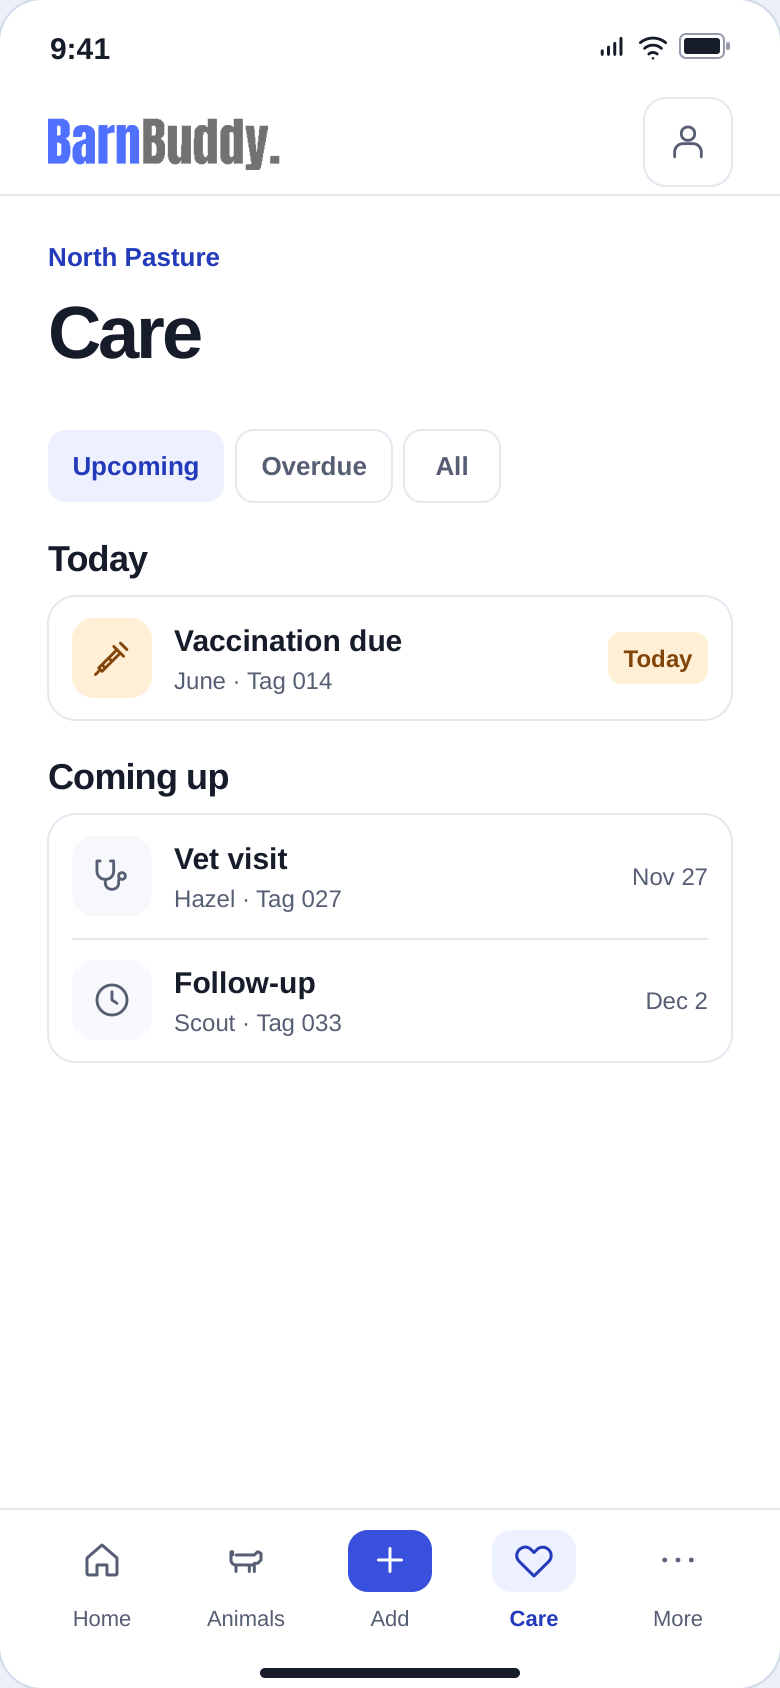 9:41
BarnBuddy.
North Pasture
Care
Upcoming
Overdue
All
Today
Vaccination due
June · Tag 014
Today
Coming up
Vet visit
Hazel · Tag 027
Nov 27
Follow-up
Scout · Tag 033
Dec 2
Home
Animals
Add
Care
More